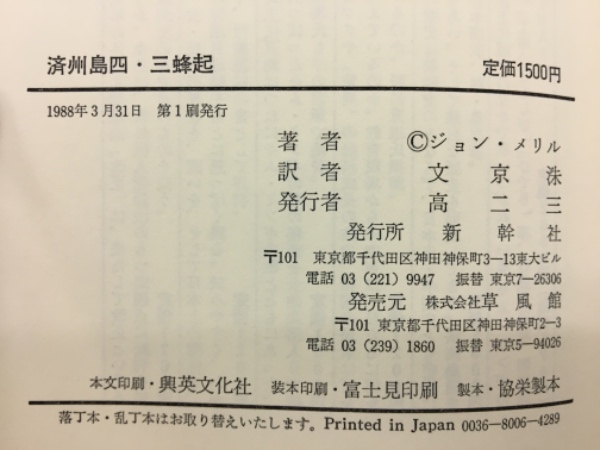 済州島四・三蜂起 定価1500円
1988年3月31日 第1刷発行
著者 ©ジョン・メリル
訳者 文京洙
発行者 高二三
発行所 新幹社
〒101 東京都千代田区神田神保町3―13東大ビル
電話 03 (221) 9947 振替 東京7-26306
発売元 株式会社草風館
〒101 東京都千代田区神田神保町2―3
電話 03 (239) 1860 振替 東京5-94026
本文印刷・興英文化社 装本印刷・富士見印刷 製本・協栄製本
落丁本・乱丁本はお取り替えいたします。Printed in Japan 0036―8006―4289